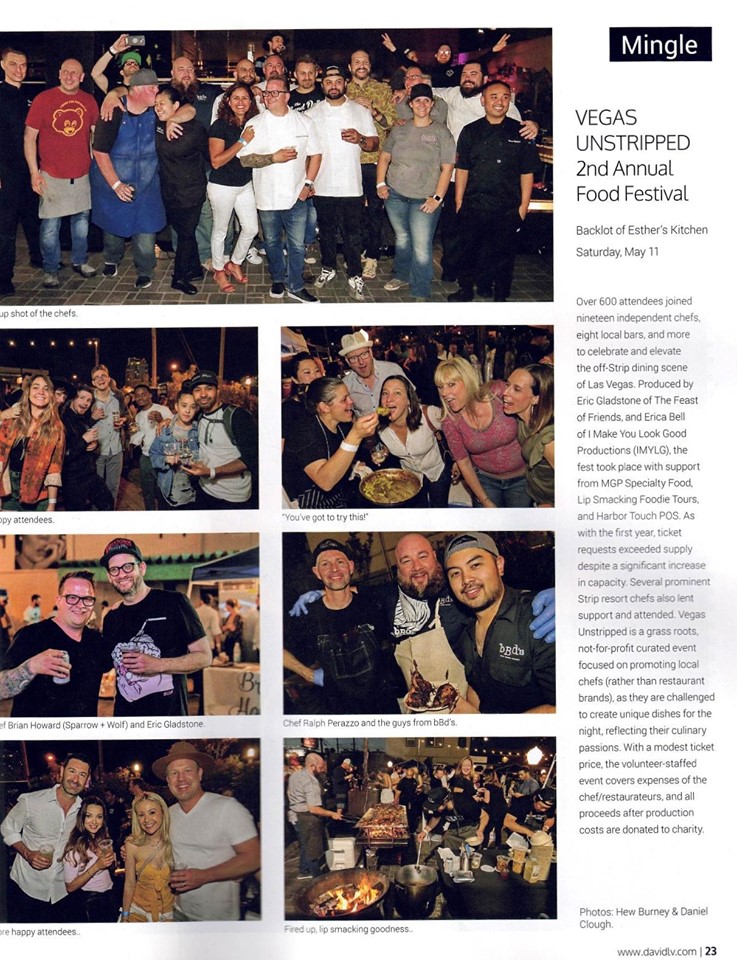 Mingle
VEGAS
UNSTRIPPED
2nd Annual
Food Festival
Backlot of Esther's Kitchen
Saturday, May 11
Over 600 attendees joined
nineteen independent chefs,
eight local bars, and more
to celebrate and elevate
the off-Strip dining scene
of Las Vegas. Produced by
Eric Gladstone of The Feast
of Friends, and Erica Bell
of I Make You Look Good
Productions (IMYLG), the
fest took place with support
from MGP Specialty Food,
Lip Smacking Foodie Tours,
and Harbor Touch POS. As
with the first year, ticket
requests exceeded supply
despite a significant increase
in capacity. Several prominent
Strip resort chefs also lent
support and attended. Vegas
Unstripped is a grass roots,
not-for-profit curated event
focused on promoting local
chefs (rather than restaurant
brands), as they are challenged
to create unique dishes for the
night, reflecting their culinary
passions. With a modest ticket
price, the volunteer-staffed
event covers expenses of the
chef/restaurateurs, and all
proceeds after production
costs are donated to charity.
Photos: Hew Burney & Daniel
Clough.
www.davidlv.com | 23
up shot of the chefs.
ppy attendees.
"You've got to try this!"
ef Brian Howard (Sparrow + Wolf) and Eric Gladstone.
Chef Ralph Perazzo and the guys from bBd's.
bBd's
re happy attendees..
Fired up, lip smacking goodness..